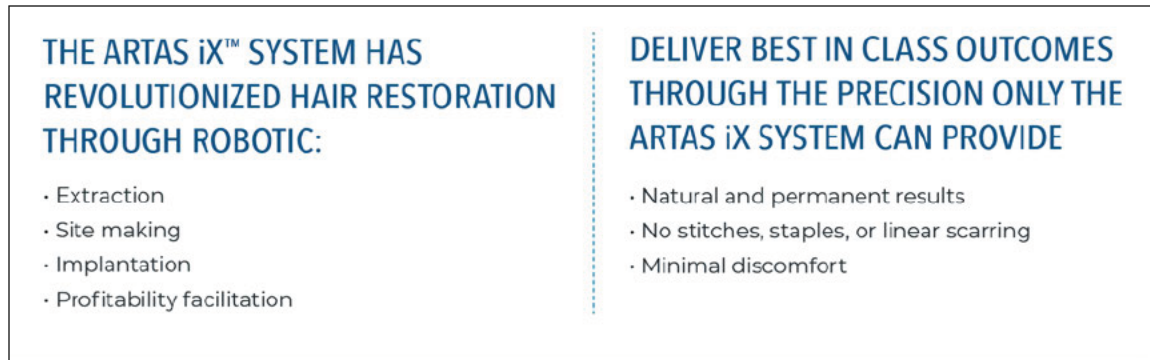 THE ARTAS iX™ SYSTEM HAS
REVOLUTIONIZED HAIR RESTORATION
THROUGH ROBOTIC:
· Extraction
· Site making
· Implantation
· Profitability facilitation
DELIVER BEST IN CLASS OUTCOMES
THROUGH THE PRECISION ONLY THE
ARTAS iX SYSTEM CAN PROVIDE
· Natural and permanent results
· No stitches, staples, or linear scarring
· Minimal discomfort